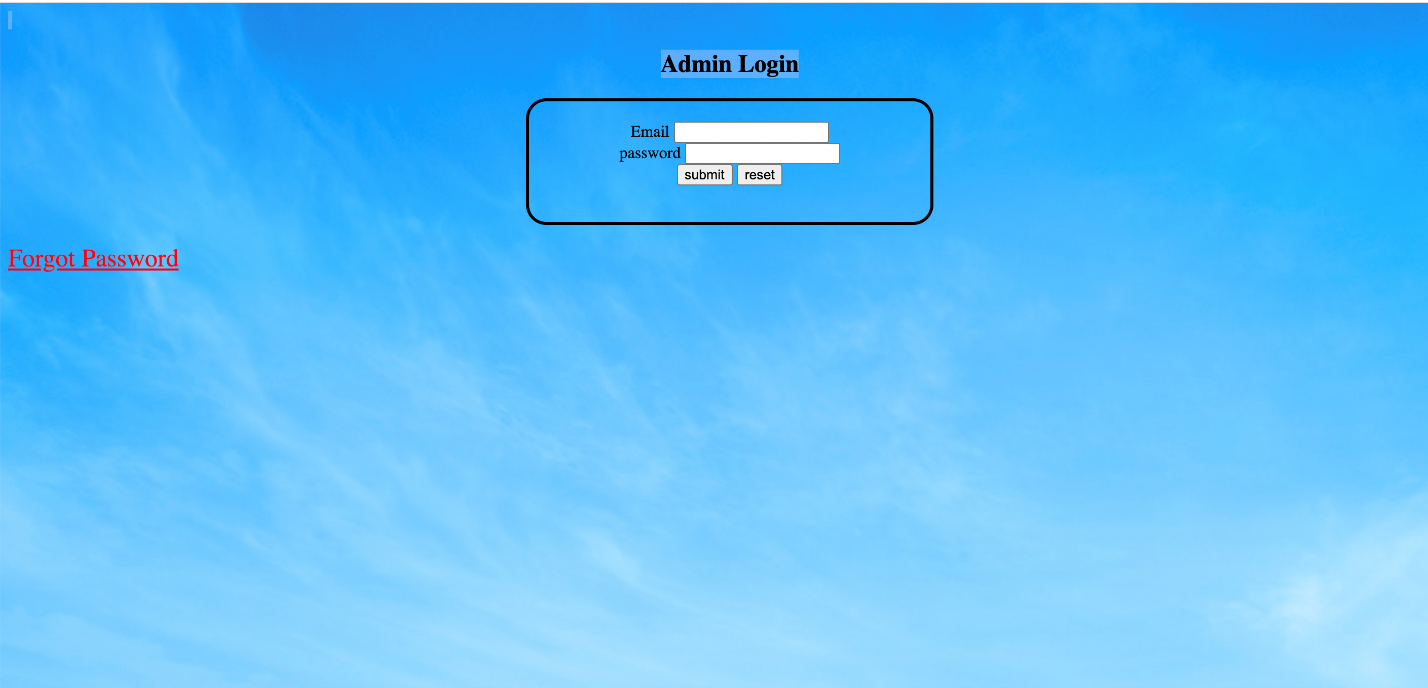 Admin Login
Email
password
submit reset
Forgot Password